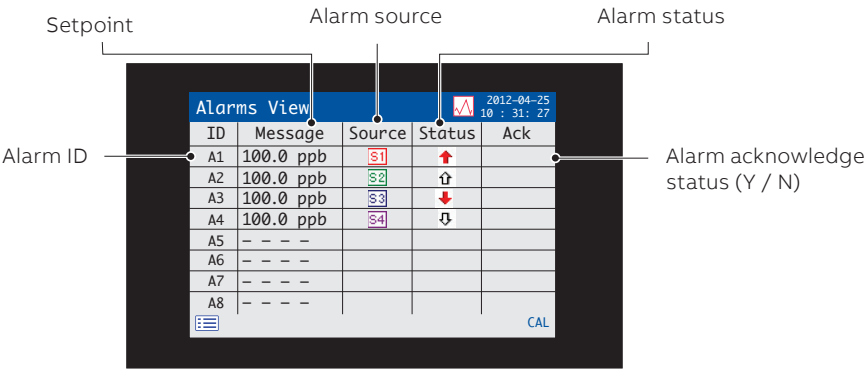 Setpoint
Alarm source
Alarm status
Alarms View
2012–04–25
10 : 31: 27
ID Message Source Status Ack
Alarm ID
A1 100.0 ppb S1
A2 100.0 ppb S2
A3 100.0 ppb S3
A4 100.0 ppb S4
A5 – – – –
A6 – – – –
A7 – – – –
A8 – – – –
CAL
Alarm acknowledge
status (Y / N)